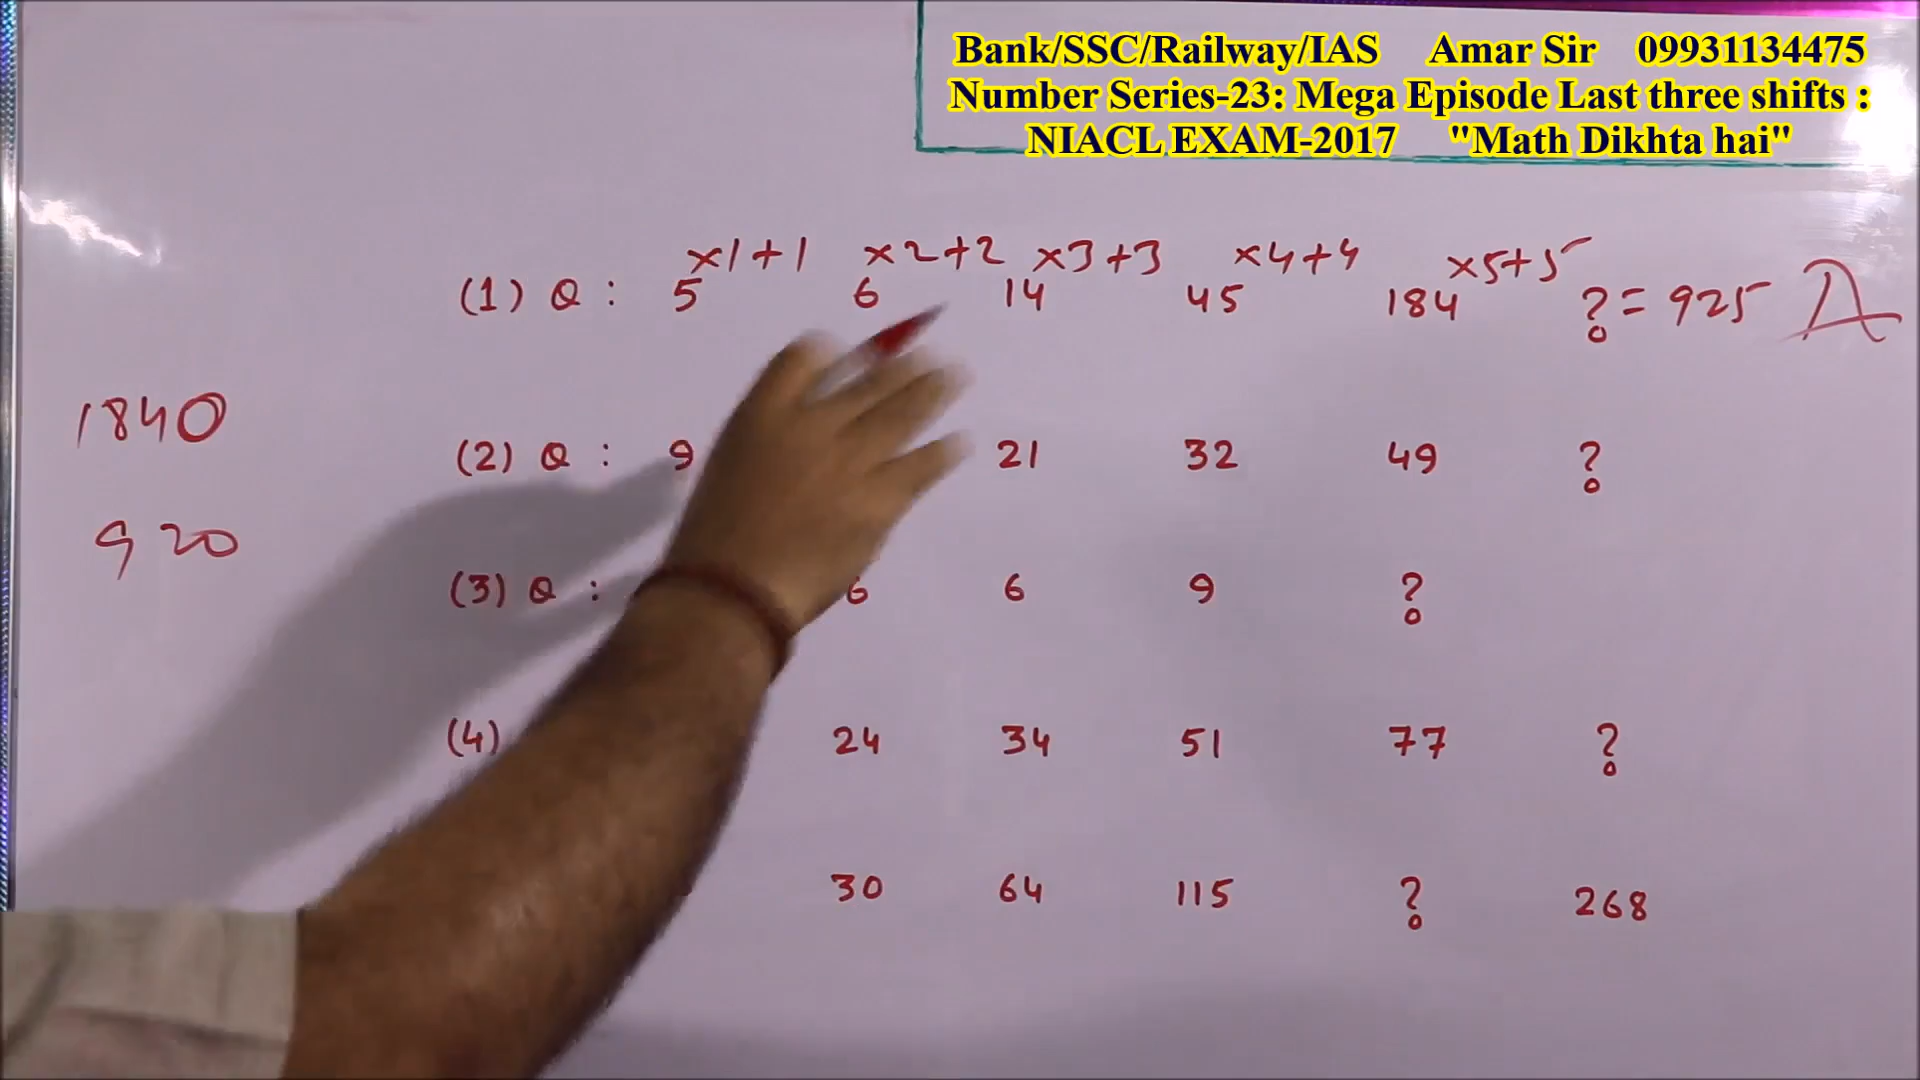 Bank/SSC/Railway/IAS Amar Sir 09931134475
Number Series-23: Mega Episode Last three shifts :
NIACL EXAM-2017 "Math Dikhta hai"
×1+1 ×2+2 ×3+3 ×4+4 ×5+5
(1) Q : 5 6 14 45 184 ? = 925
1840
(2) Q : 9 21 32 49 ?
920
(3) Q : 6 6 9 ?
(4) 24 34 51 77 ?
30 64 115 ? 268